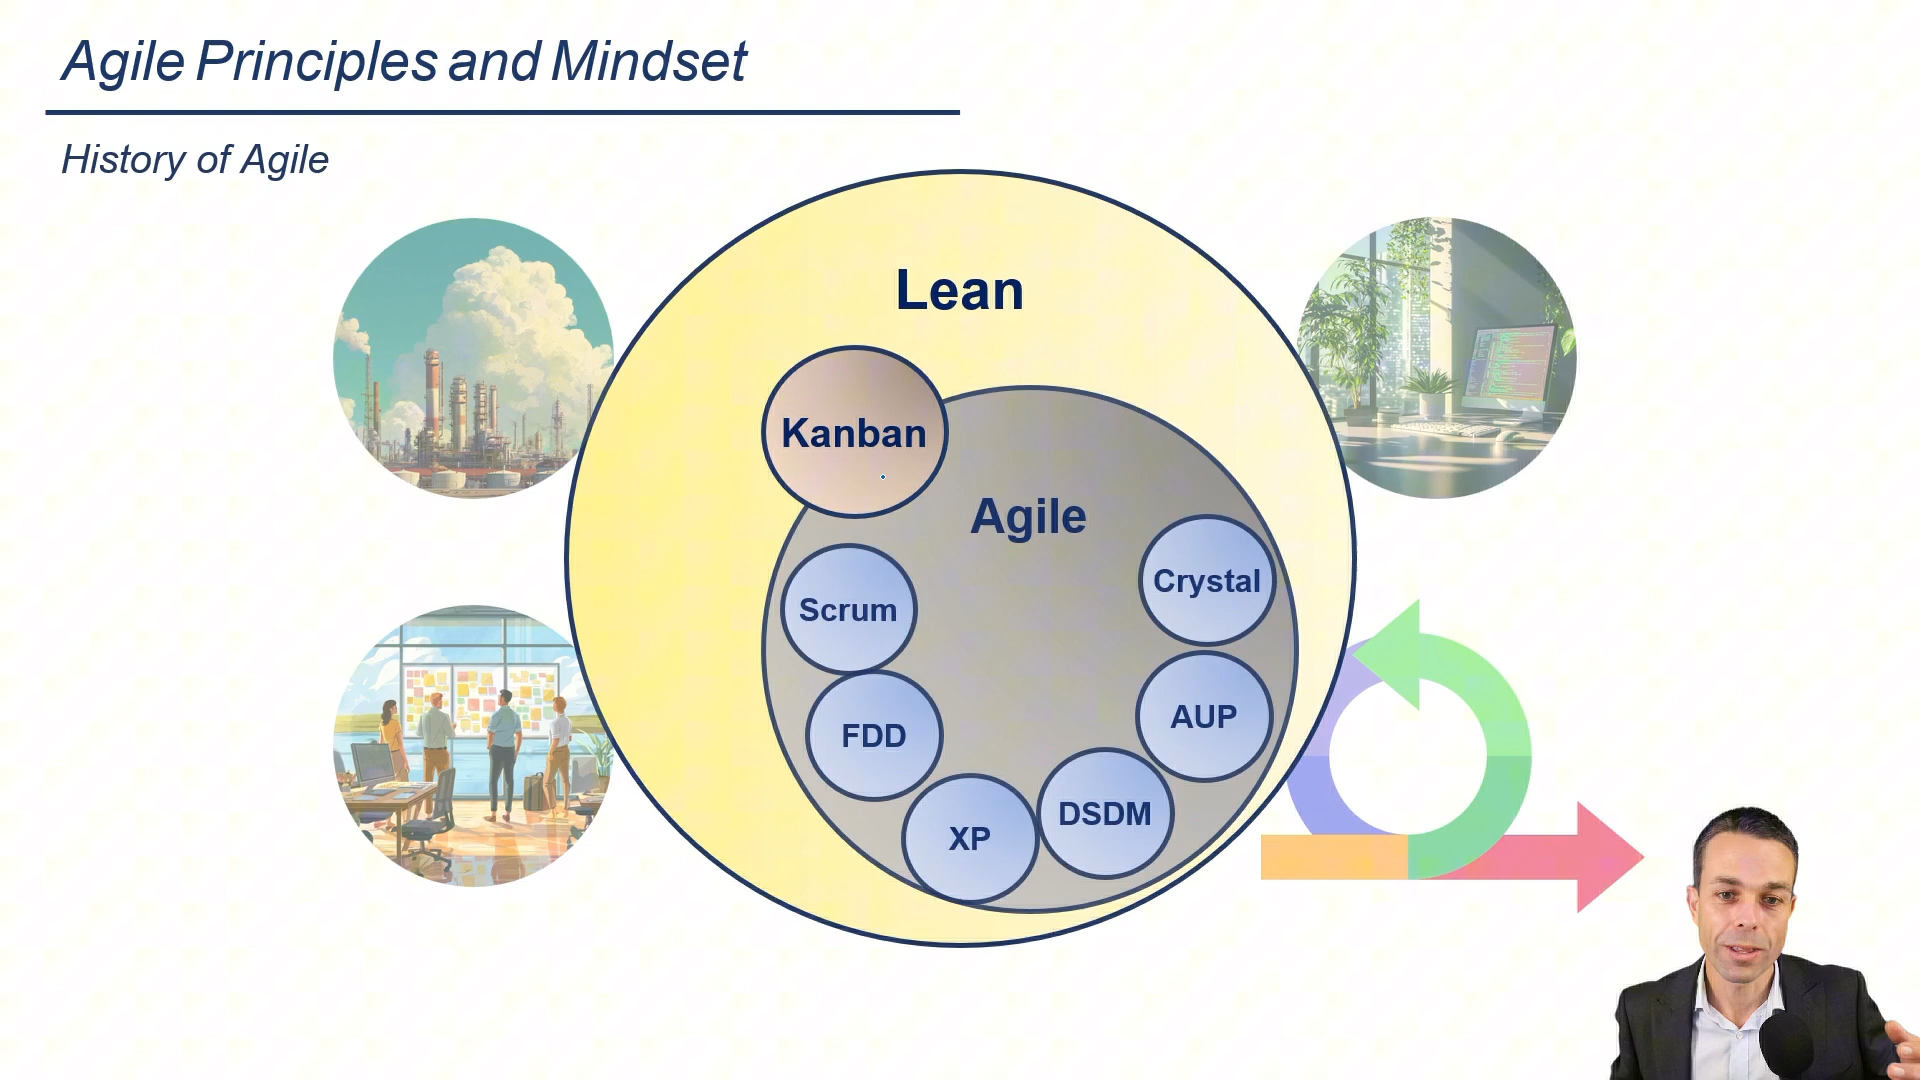 Agile Principles and Mindset
History of Agile
Lean
Kanban
Agile
Scrum
Crystal
FDD
AUP
XP
DSDM